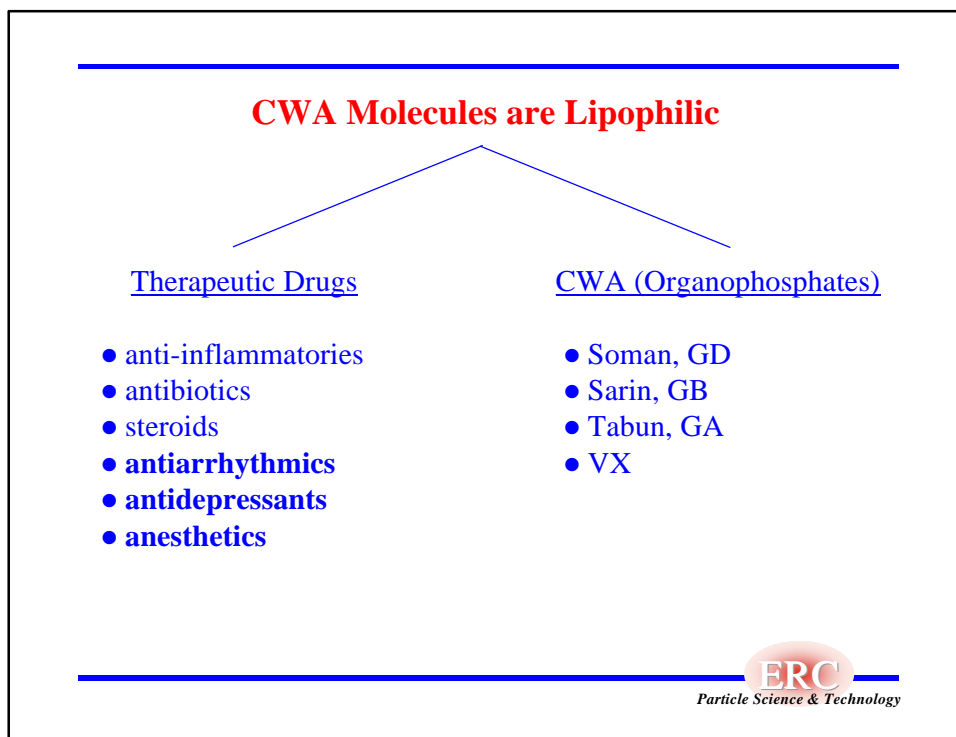 CWA Molecules are Lipophilic
Therapeutic Drugs
● anti-inflammatories
● antibiotics
● steroids
● antiarrhythmics
● antidepressants
● anesthetics
CWA (Organophosphates)
● Soman, GD
● Sarin, GB
● Tabun, GA
● VX
ERC
Particle Science & Technology